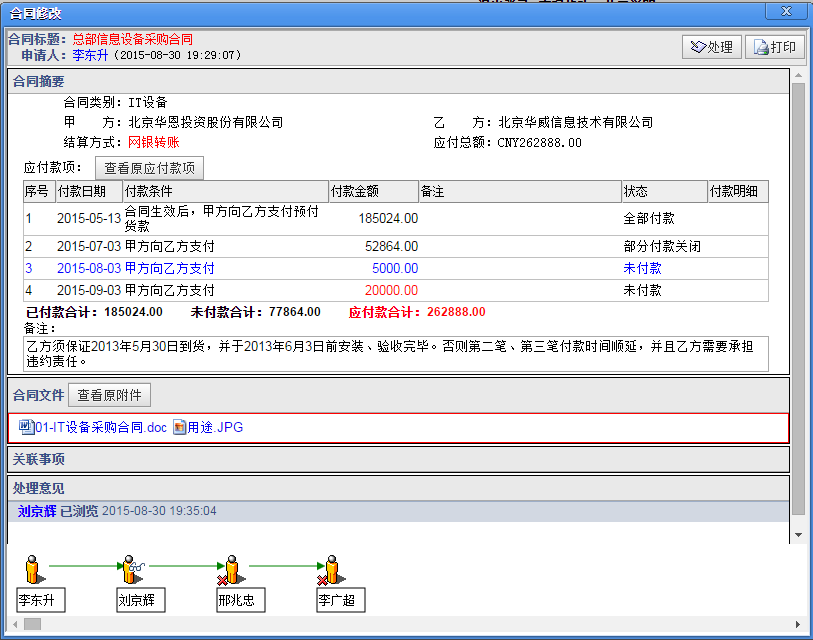 合同修改
合同标题：总部信息设备采购合同
申请人：李东升（2015-08-30 19:29:07）
处理 打印
合同摘要
合同类别：IT设备
甲 方：北京华恩投资股份有限公司 乙 方：北京华威信息技术有限公司
结算方式：网银转账 应付总额：CNY262888.00
应付款项： 查看原应付款项
序号 付款日期 付款条件 付款金额 备注 状态 付款明细
1 2015-05-13 合同生效后，甲方向乙方支付预付货款 185024.00 全部付款
2 2015-07-03 甲方向乙方支付 52864.00 部分付款关闭
3 2015-08-03 甲方向乙方支付 5000.00 未付款
4 2015-09-03 甲方向乙方支付 20000.00 未付款
已付款合计：185024.00 未付款合计：77864.00 应付款合计：262888.00
备注：
乙方须保证2013年5月30日到货，并于2013年6月3日前安装、验收完毕。否则第二笔、第三笔付款时间顺延，并且乙方需要承担
违约责任。
合同文件 查看原附件
01-IT设备采购合同.doc 用途.JPG
关联事项
处理意见
刘京辉 已浏览 2015-08-30 19:35:04
李东升 刘京辉 邢兆忠 李广超